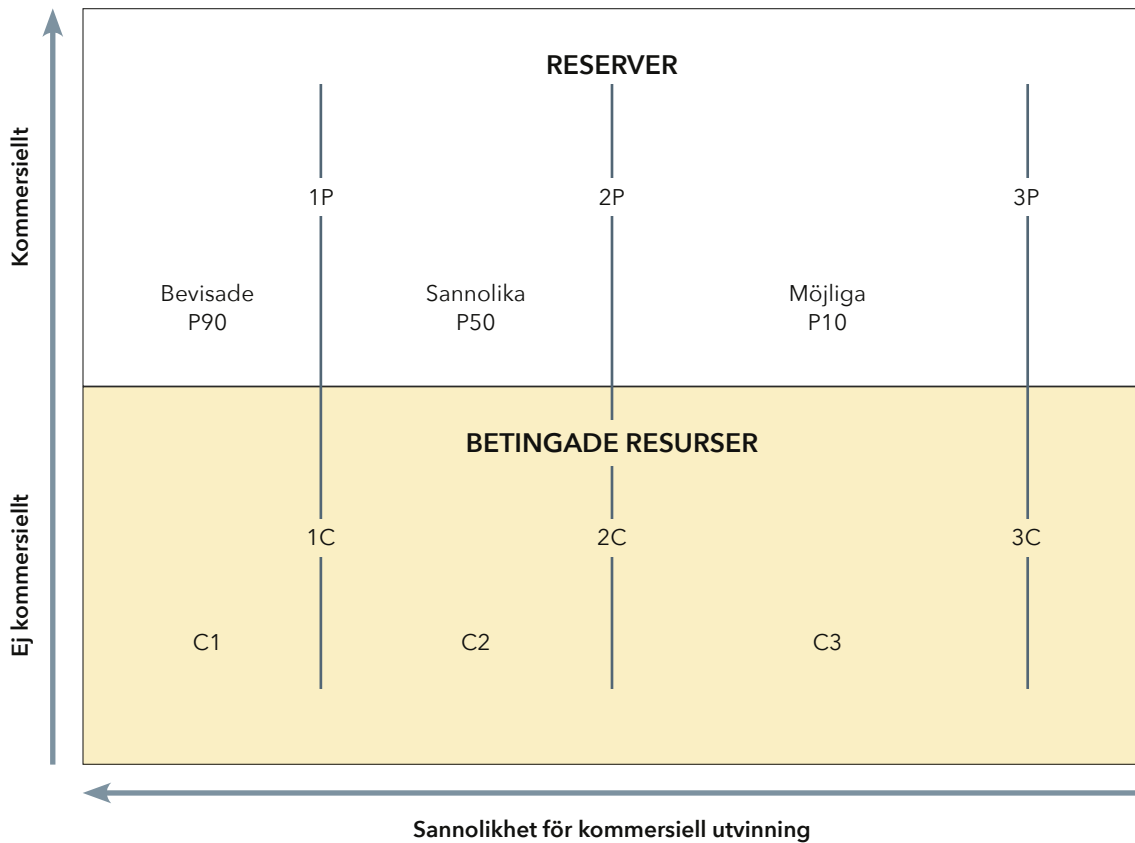 RESERVER
Kommersiellt
1P
2P
3P
Bevisade
P90
Sannolika
P50
Möjliga
P10
BETINGADE RESURSER
Ej kommersiellt
1C
2C
3C
C1
C2
C3
Sannolikhet för kommersiell utvinning